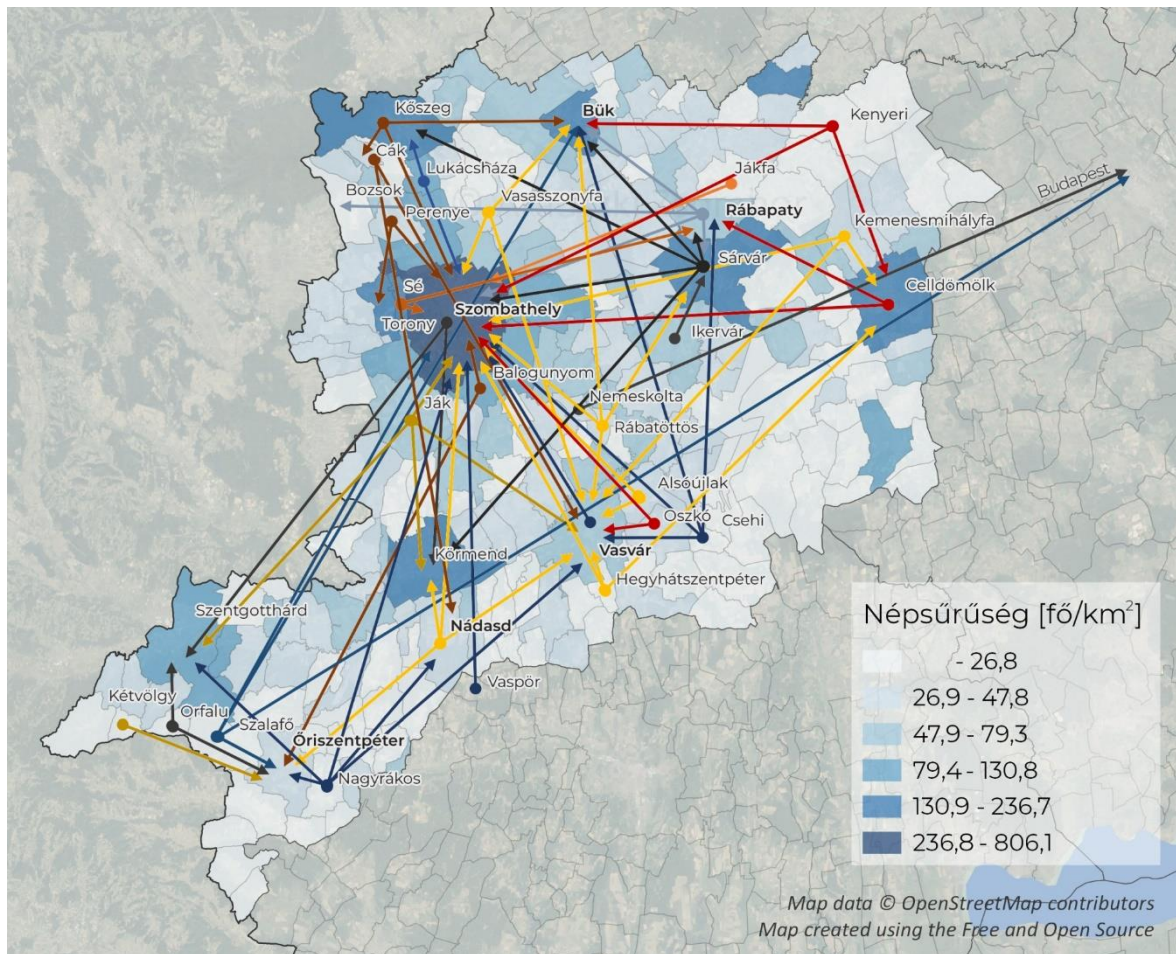 Kőszeg
Bük
Kenyeri
Cák
Lukácsháza
Jákfa
Bozsok
Vasasszonyfa
Budapest
Perenye
Rábapaty
Kemenesmihályfa
Sárvár
Sé
Celldömölk
Szombathely
Torony
Ikervár
Balogunyom
Ják
Nemeskolta
Rábatöttös
Alsóújlak
Oszkó
Csehi
Körmend
Vasvár
Hegyhátszentpéter
Szentgotthárd
Nádasd
Kétvölgy
Vaspör
Orfalu
Szalafő
Őriszentpéter
Nagyrákos
Népsűrűség [fő/km²]
- 26,8
26,9 - 47,8
47,9 - 79,3
79,4 - 130,8
130,9 - 236,7
236,8 - 806,1
Map data © OpenStreetMap contributors
Map created using the Free and Open Source